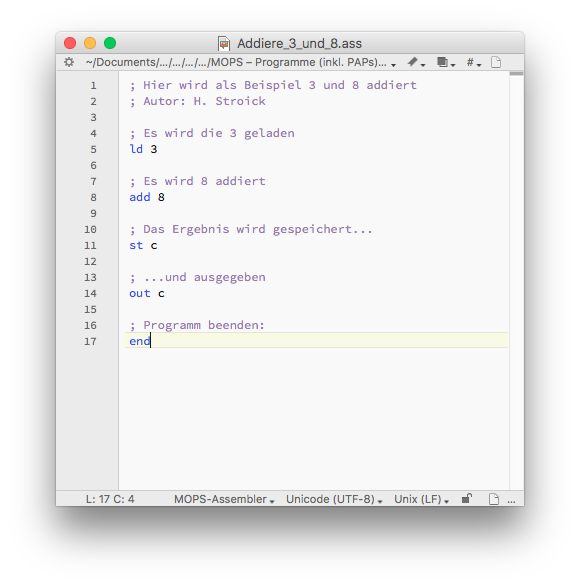 Addiere_3_und_8.ass
~/Documents/.../.../.../.../MOPS – Programme (inkl. PAPs)... #
1 ; Hier wird als Beispiel 3 und 8 addiert
2 ; Autor: H. Stroick
3
4 ; Es wird die 3 geladen
5 ld 3
6
7 ; Es wird 8 addiert
8 add 8
9
10 ; Das Ergebnis wird gespeichert...
11 st c
12
13 ; ...und ausgegeben
14 out c
15
16 ; Programm beenden:
17 end
L: 17 C: 4 MOPS-Assembler Unicode (UTF-8) Unix (LF) ...